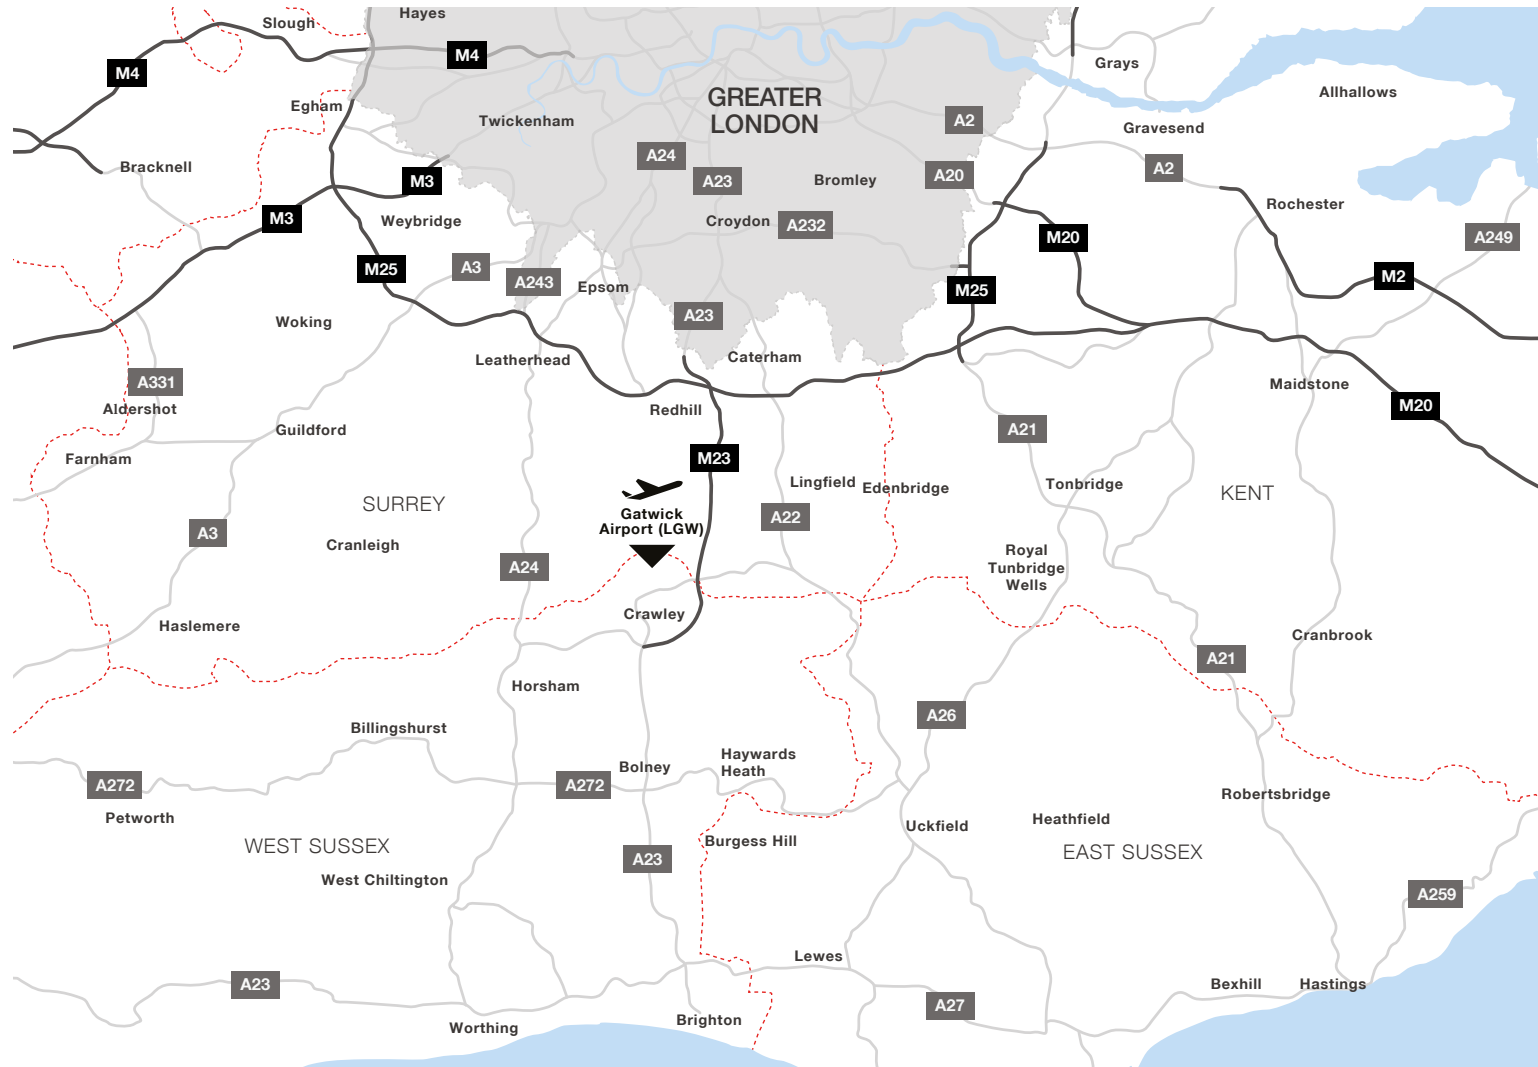 Hayes
Slough
M4
M4
Grays
Allhallows
GREATER
LONDON
Egham
Twickenham
A2
Gravesend
A24
A2
Bracknell
M3
A23
Bromley
A20
M3
Weybridge
Croydon
A232
Rochester
M20
A249
M25
A3
A243
Epsom
M25
M2
Woking
A23
Leatherhead
Caterham
A331
Maidstone
Aldershot
Redhill
M20
Guildford
A21
Farnham
M23
Lingfield
Edenbridge
Tonbridge
KENT
SURREY
Gatwick
Airport (LGW)
A22
A3
Cranleigh
Royal
Tunbridge
Wells
A24
Crawley
Haslemere
Cranbrook
A21
Horsham
A26
Billingshurst
Haywards
Heath
Bolney
A272
A272
Robertsbridge
Petworth
Uckfield
Heathfield
WEST SUSSEX
Burgess Hill
EAST SUSSEX
A23
West Chiltington
A259
Lewes
A23
Bexhill
Hastings
A27
Worthing
Brighton